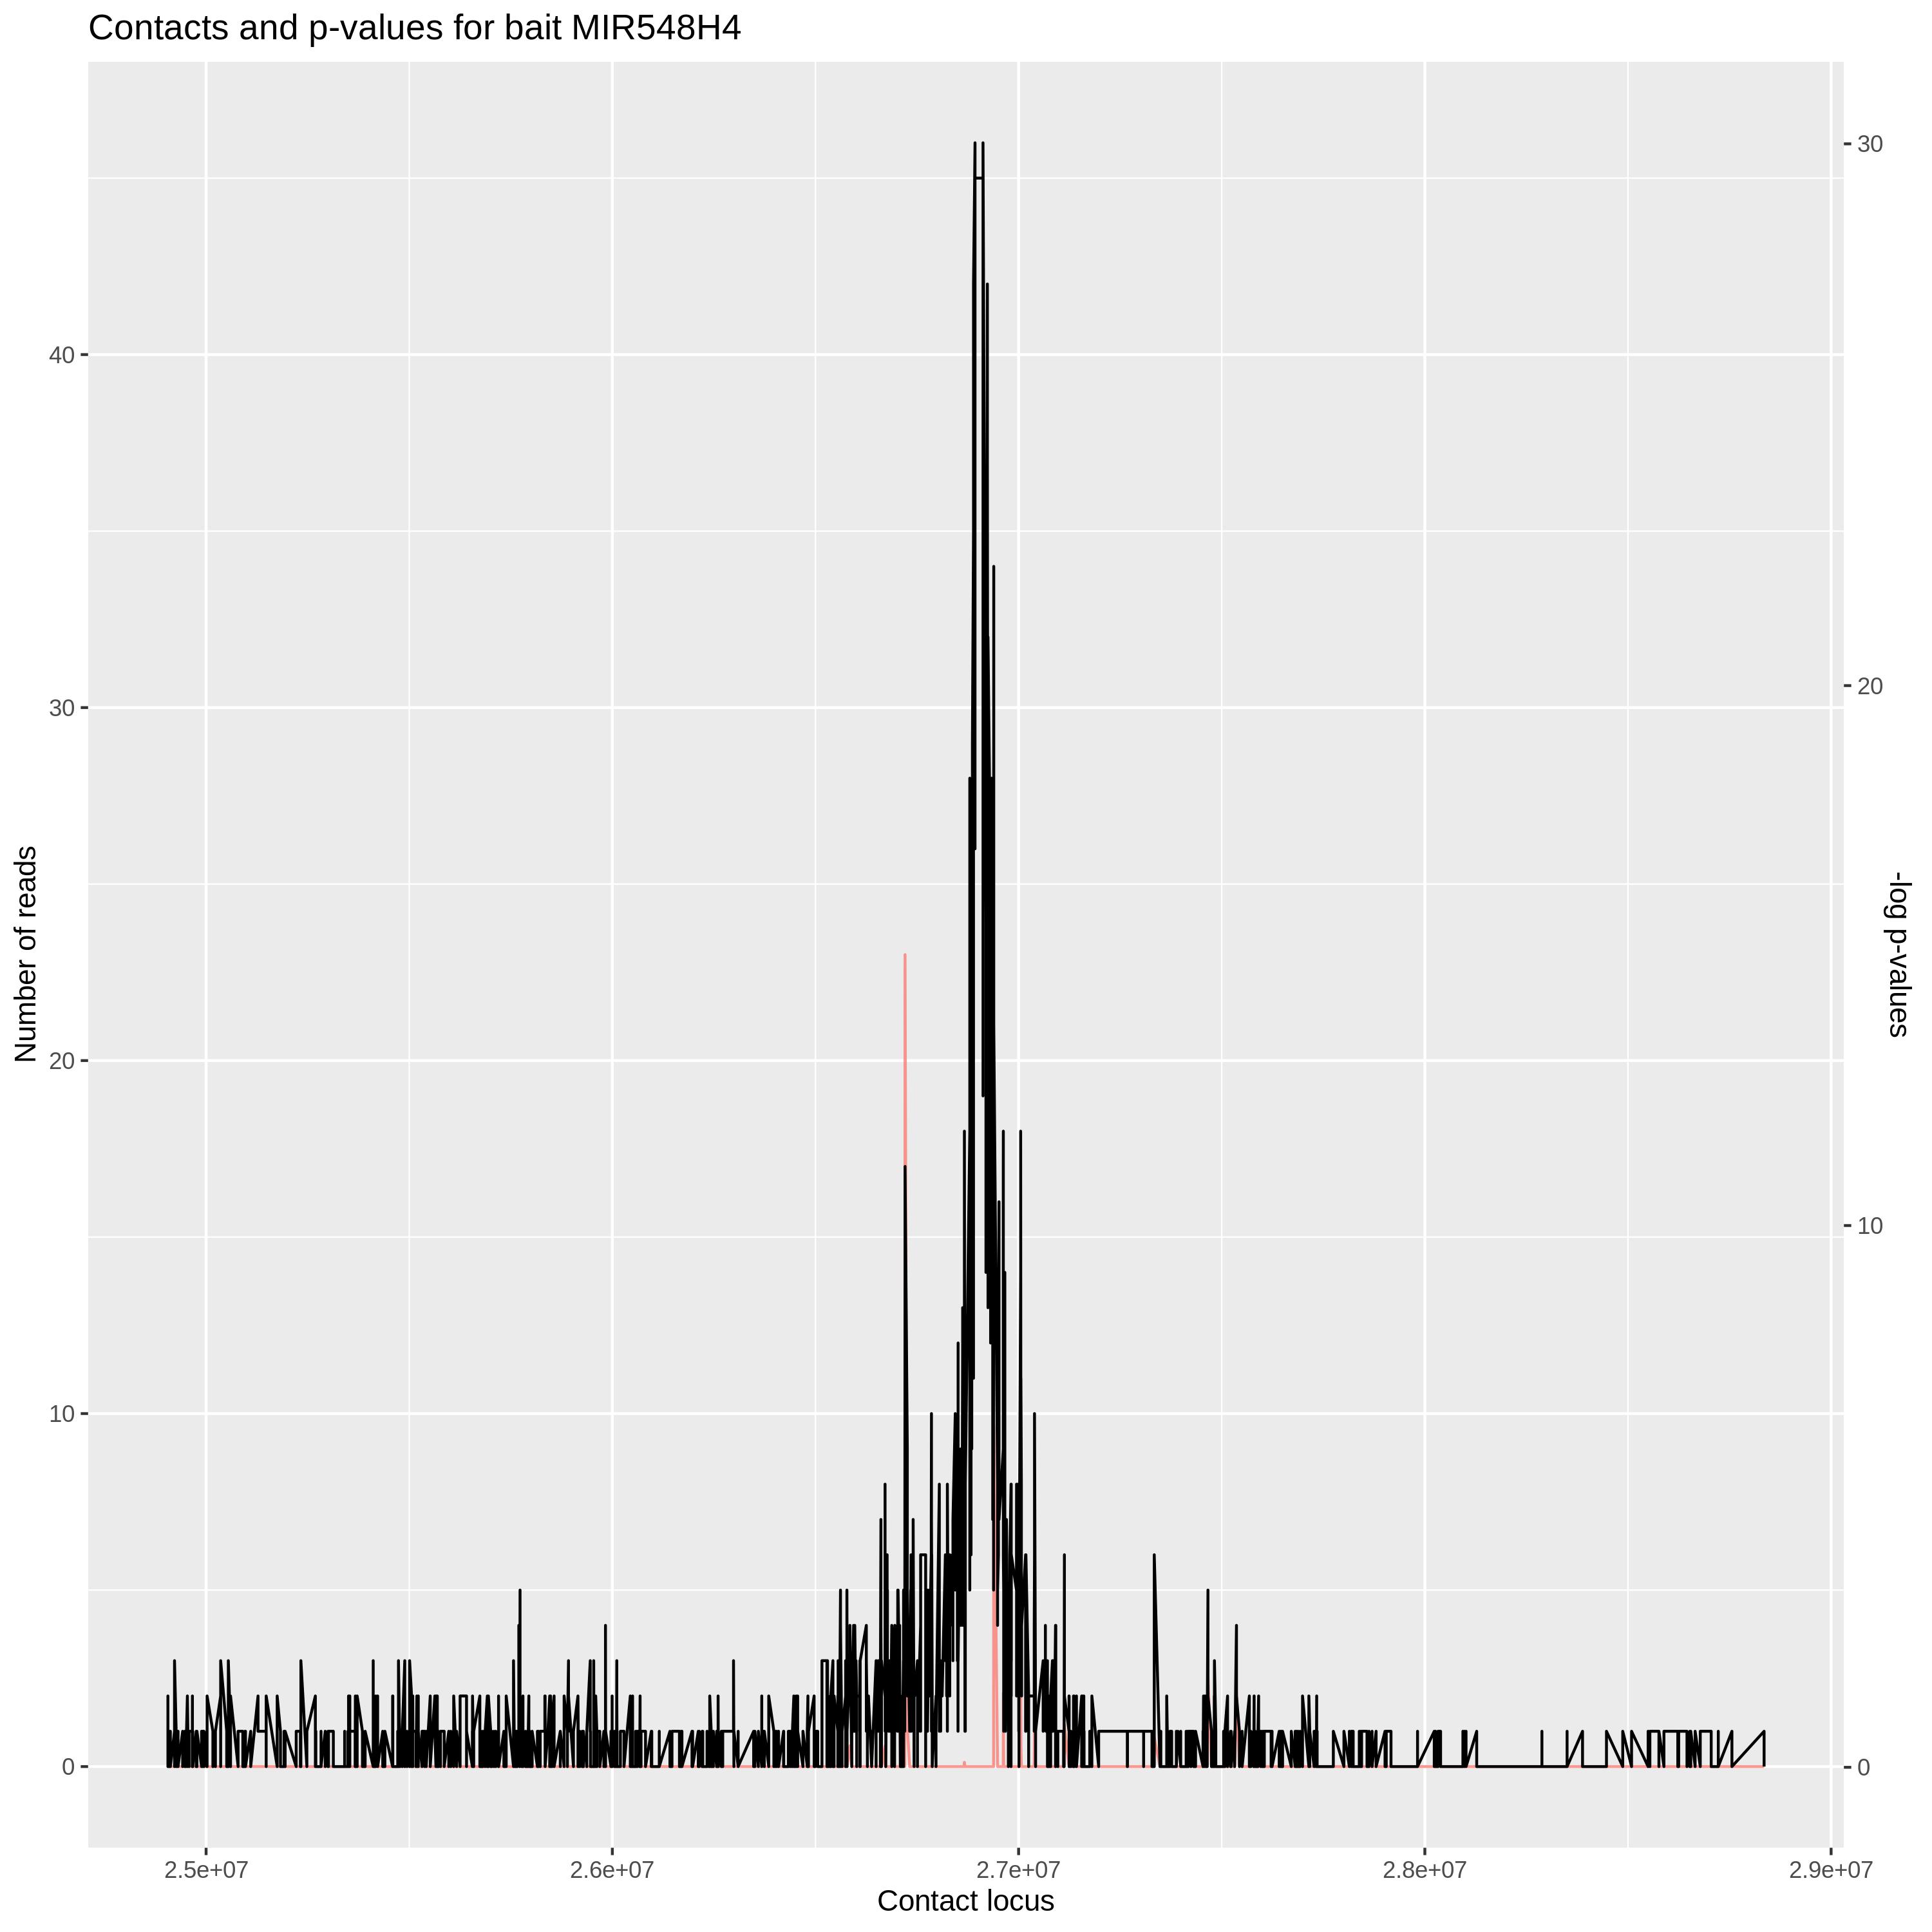 Contacts and p-values for bait MIR548H4
30
40
20
30
Number of reads
-log p-values
20
10
10
0
0
2.5e+07
2.6e+07
2.7e+07
2.8e+07
2.9e+07
Contact locus